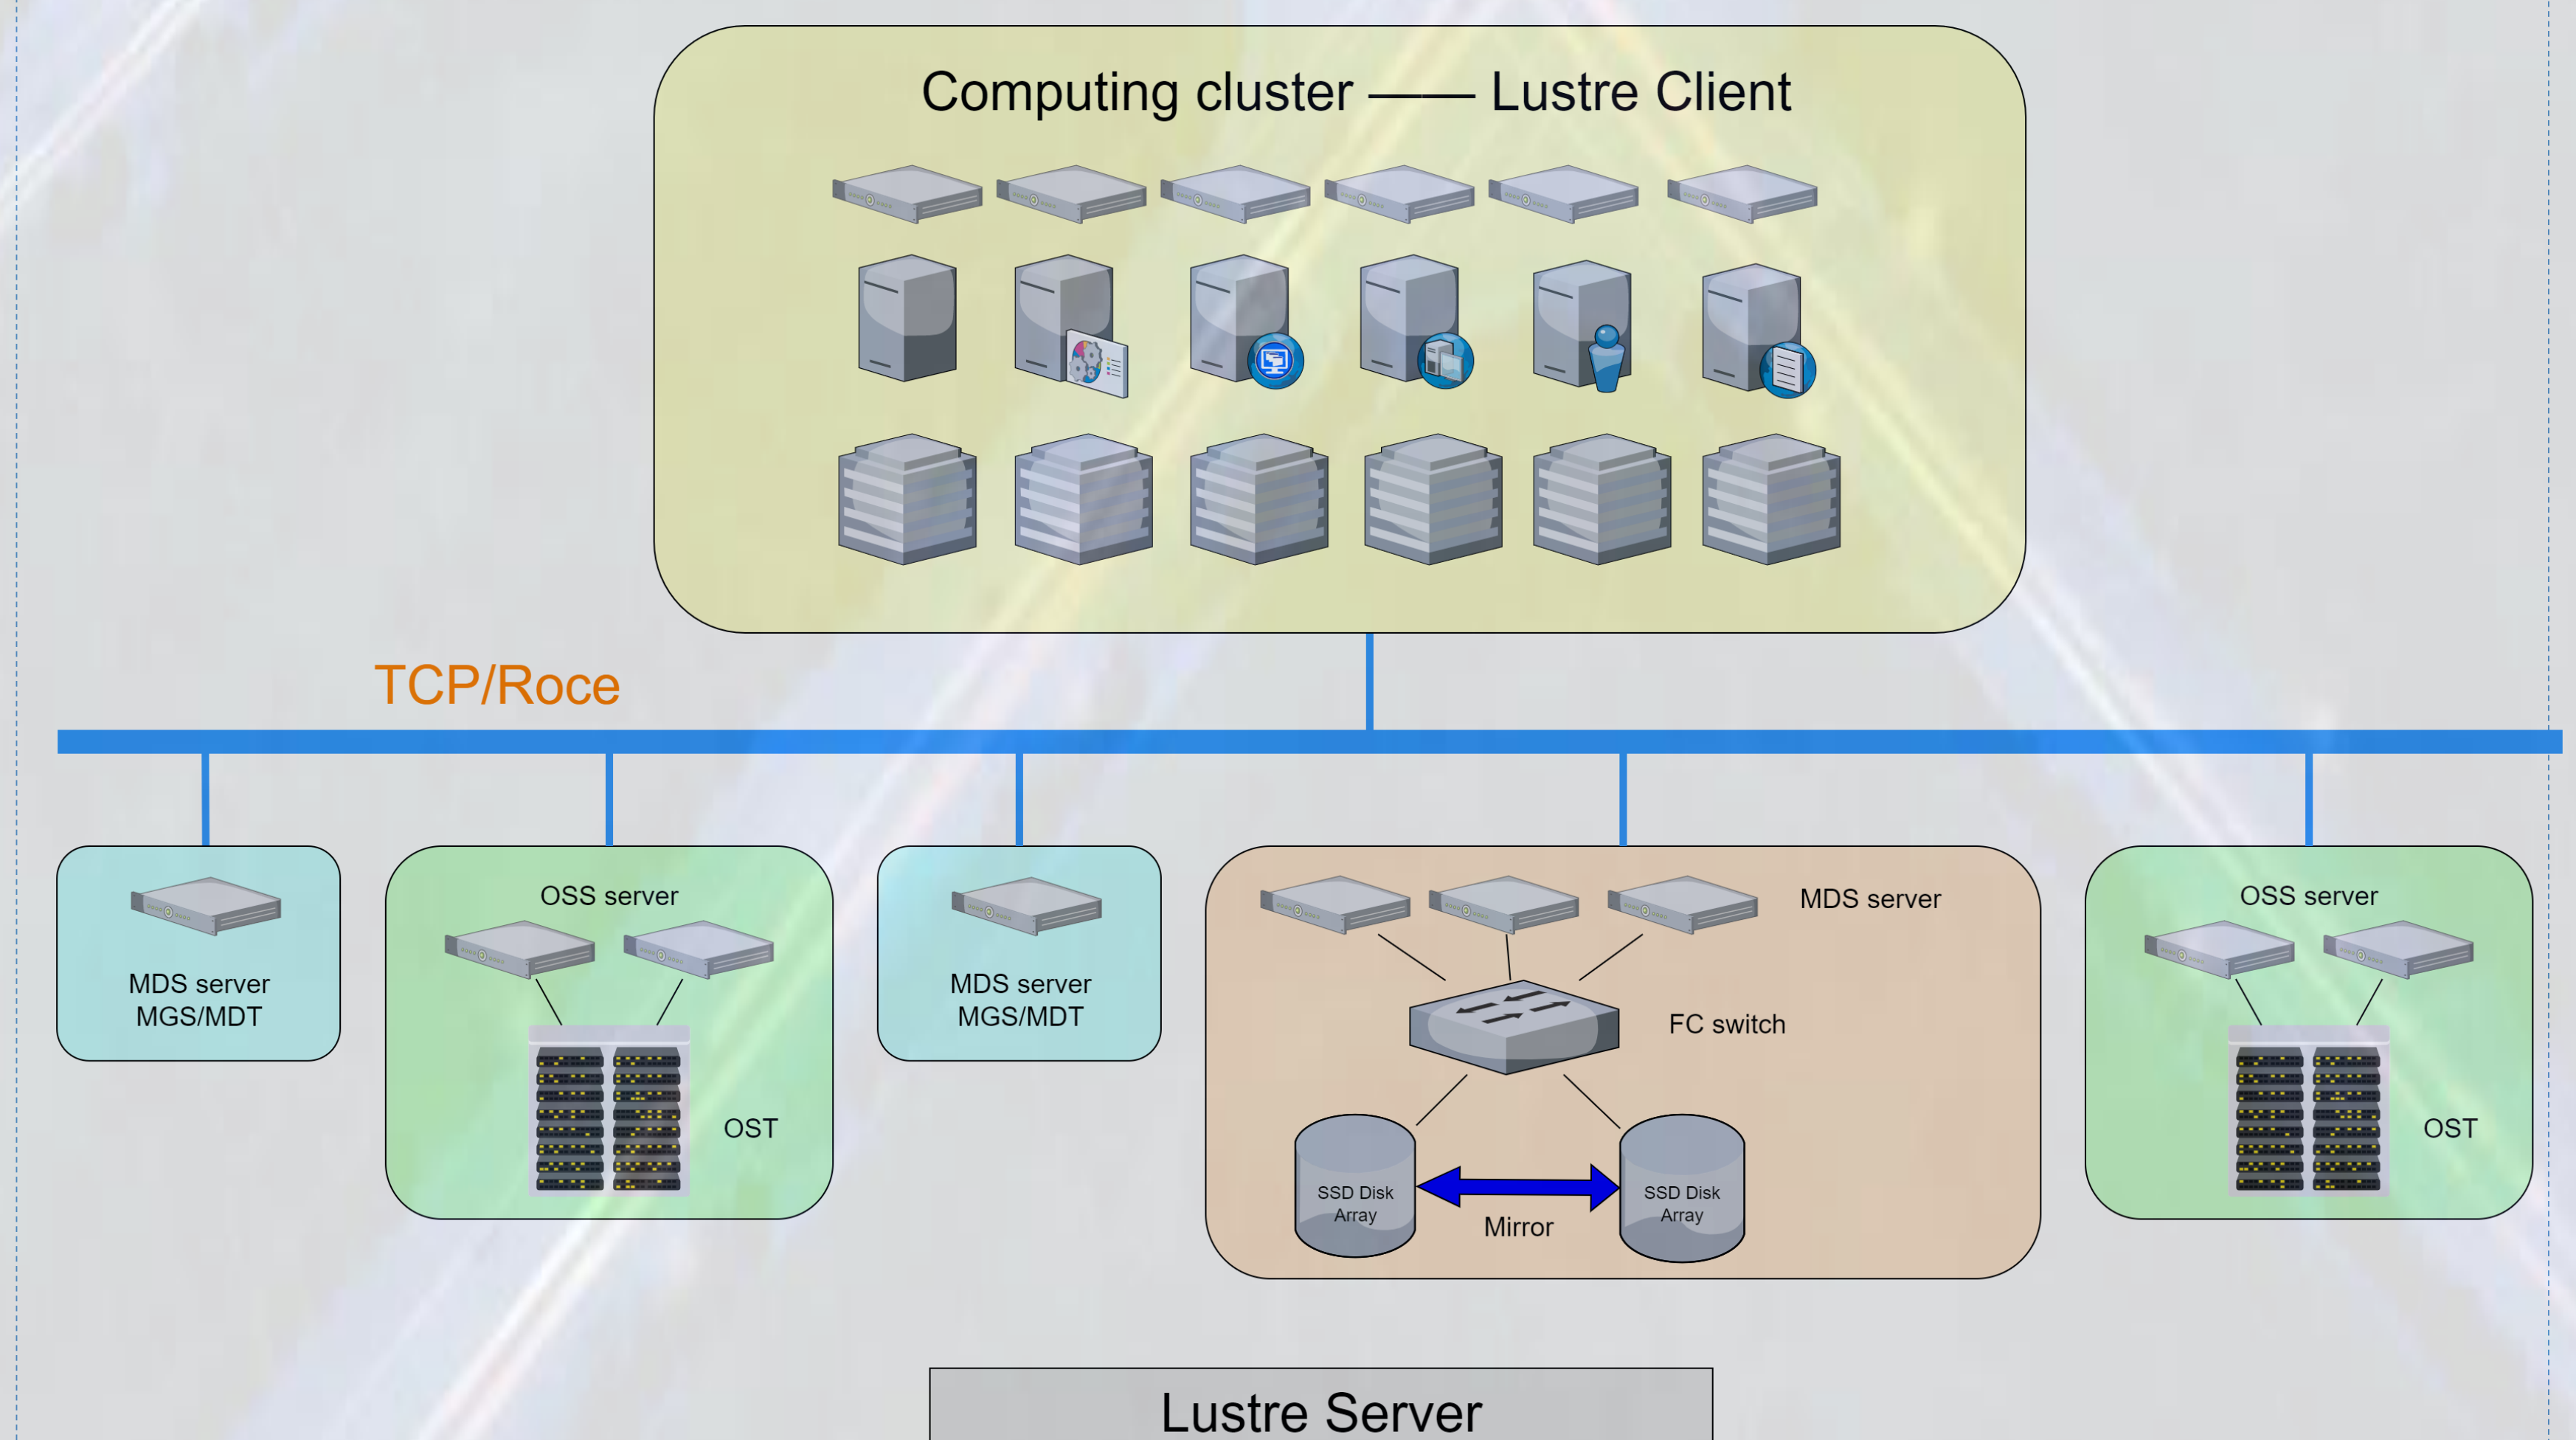 Computing cluster —— Lustre Client
TCP/Roce
MDS server
MGS/MDT
OSS server
OST
MDS server
MGS/MDT
MDS server
FC switch
SSD Disk
Array
Mirror
SSD Disk
Array
OSS server
OST
Lustre Server